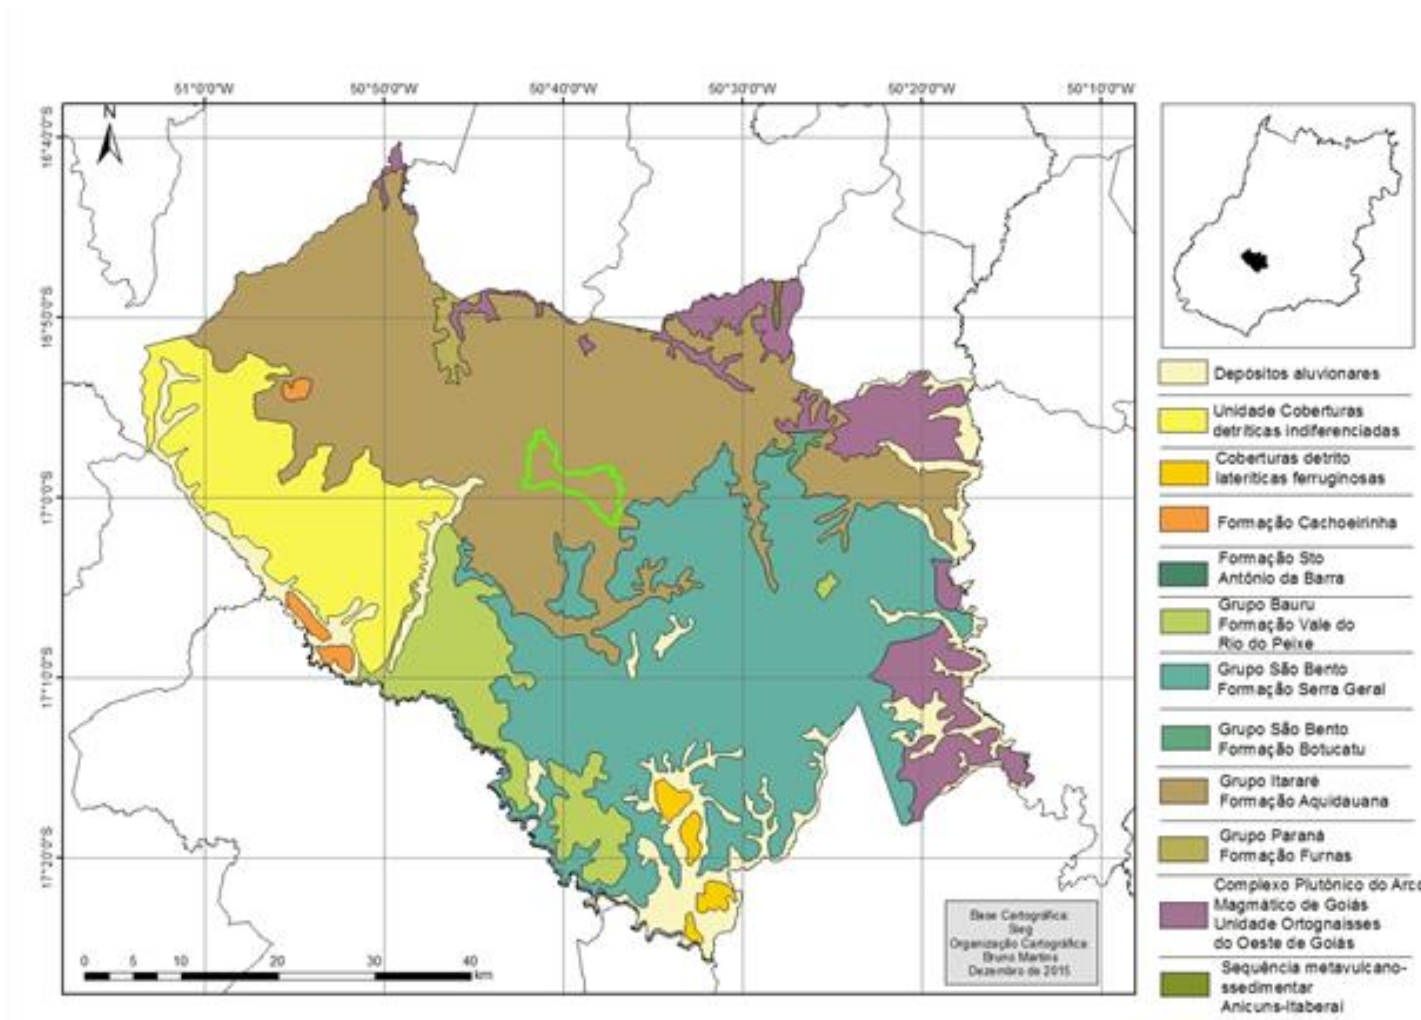 51°0'0"W 50°50'0"W 50°40'0"W 50°30'0"W 50°20'0"W 50°10'0"W
N
16°40'0"S
16°50'0"S
17°0'0"S
17°10'0"S
17°20'0"S
0 5 10 20 30 40
km
Base Cartográfica:
Sieg
Organização Cartográfica:
Bruno Martins
Dezembro de 2015
Depósitos aluvionares
Unidade Coberturas
detríticas indiferenciadas
Coberturas detrito
lateríticas ferruginosas
Formação Cachoeirinha
Formação Sto
Antônio da Barra
Grupo Bauru
Formação Vale do
Rio do Peixe
Grupo São Bento
Formação Serra Geral
Grupo São Bento
Formação Botucatu
Grupo Itararé
Formação Aquidauana
Grupo Paraná
Formação Furnas
Complexo Plutônico do Arco
Magmático de Goiás
Unidade Ortognaisses
do Oeste de Goiás
Sequência metavulcano-
ssedimentar
Anicuns-Itaberaí